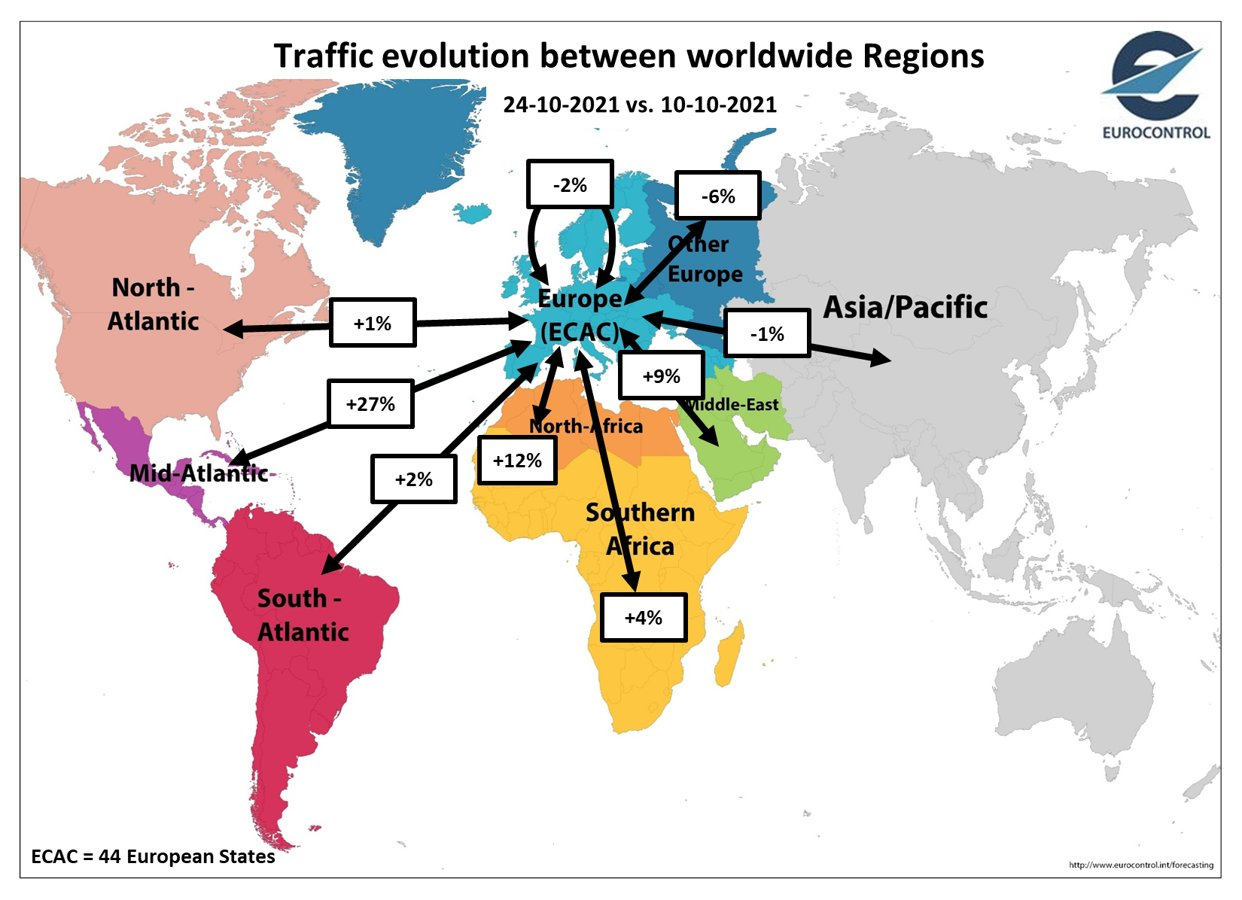 Traffic evolution between worldwide Regions
24-10-2021 vs. 10-10-2021
EUROCONTROL
-2%
-6%
Other
Europe
North -
Atlantic
Europe
(ECAC)
Asia/Pacific
+1%
-1%
+9%
+27%
Middle-East
North-Africa
Mid-Atlantic
+12%
+2%
Southern
Africa
South -
Atlantic
+4%
ECAC = 44 European States
http://www.eurocontrol.int/forecasting